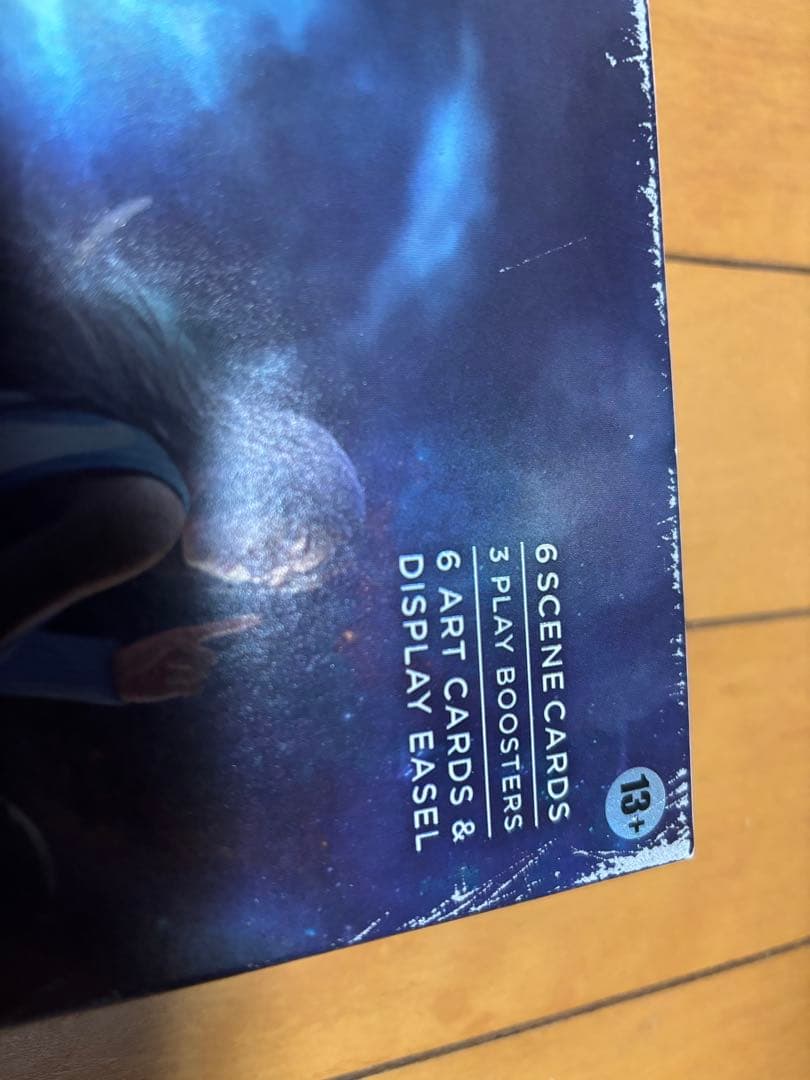 6 SCENE CARDS
3 PLAY BOOSTERS
6 ART CARDS &
DISPLAY EASEL
13+